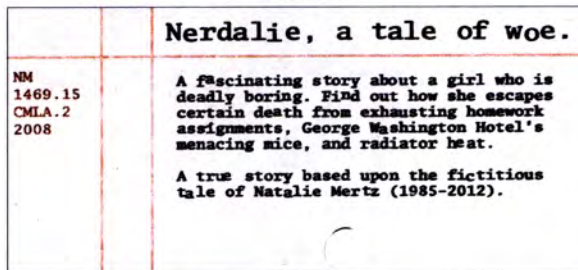 Nerdalie, a tale of woe.
NM
1469.15
CMLA.2
2008
A fascinating story about a girl who is
deadly boring. Find out how she escapes
certain death from exhausting homework
assignments, George Washington Hotel's
menacing mice, and radiator heat.
A true story based upon the fictitious
tale of Natalie Mertz (1985-2012).